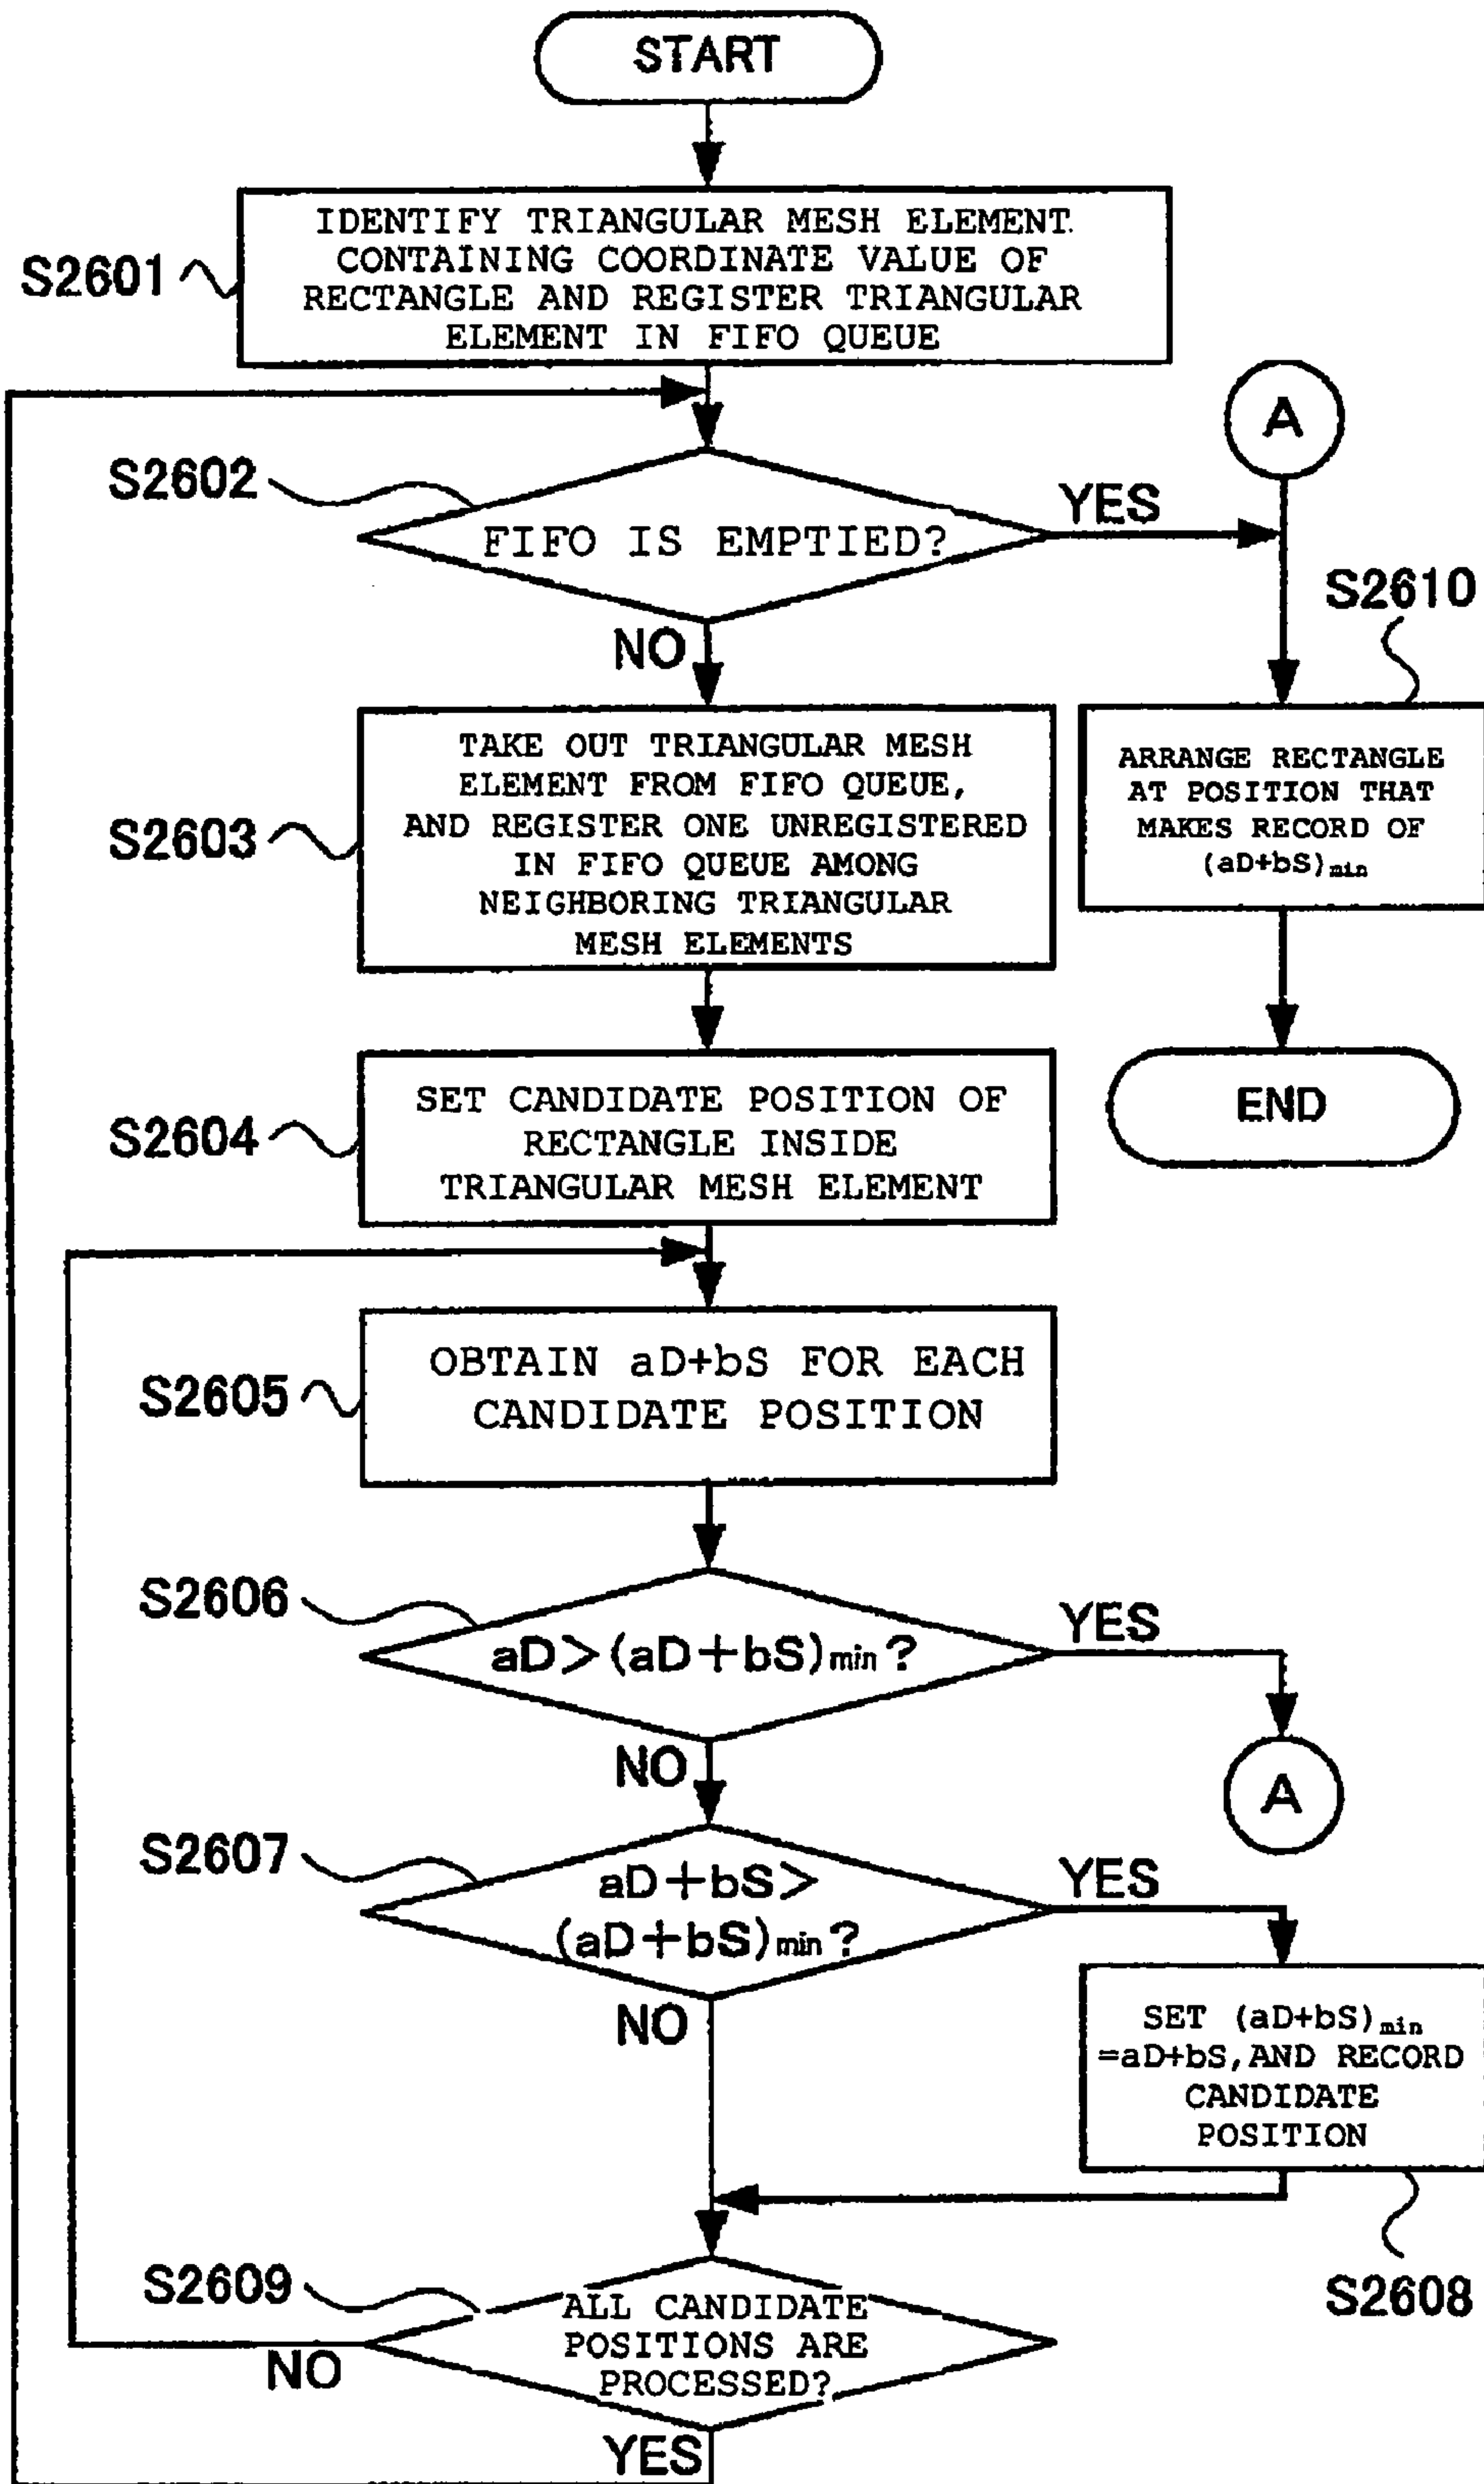 START
S2601
IDENTIFY TRIANGULAR MESH ELEMENT.
CONTAINING COORDINATE VALUE OF
RECTANGLE AND REGISTER TRIANGULAR
ELEMENT IN FIFO QUEUE
A
S2602
FIFO IS EMPTIED?
YES
NO
S2610
S2603
TAKE OUT TRIANGULAR MESH
ELEMENT FROM FIFO QUEUE,
AND REGISTER ONE UNREGISTERED
IN FIFO QUEUE AMONG
NEIGHBORING TRIANGULAR
MESH ELEMENTS
ARRANGE RECTANGLE
AT POSITION THAT
MAKES RECORD OF
(aD+bS)min
END
S2604
SET CANDIDATE POSITION OF
RECTANGLE INSIDE
TRIANGULAR MESH ELEMENT
S2605
OBTAIN aD+bS FOR EACH
CANDIDATE POSITION
S2606
aD>(aD+bS)min?
YES
NO
A
S2607
aD+bS>
(aD+bS)min?
YES
NO
SET (aD+bS)min
=aD+bS,AND RECORD
CANDIDATE
POSITION
S2608
S2609
ALL CANDIDATE
POSITIONS ARE
PROCESSED?
NO
YES